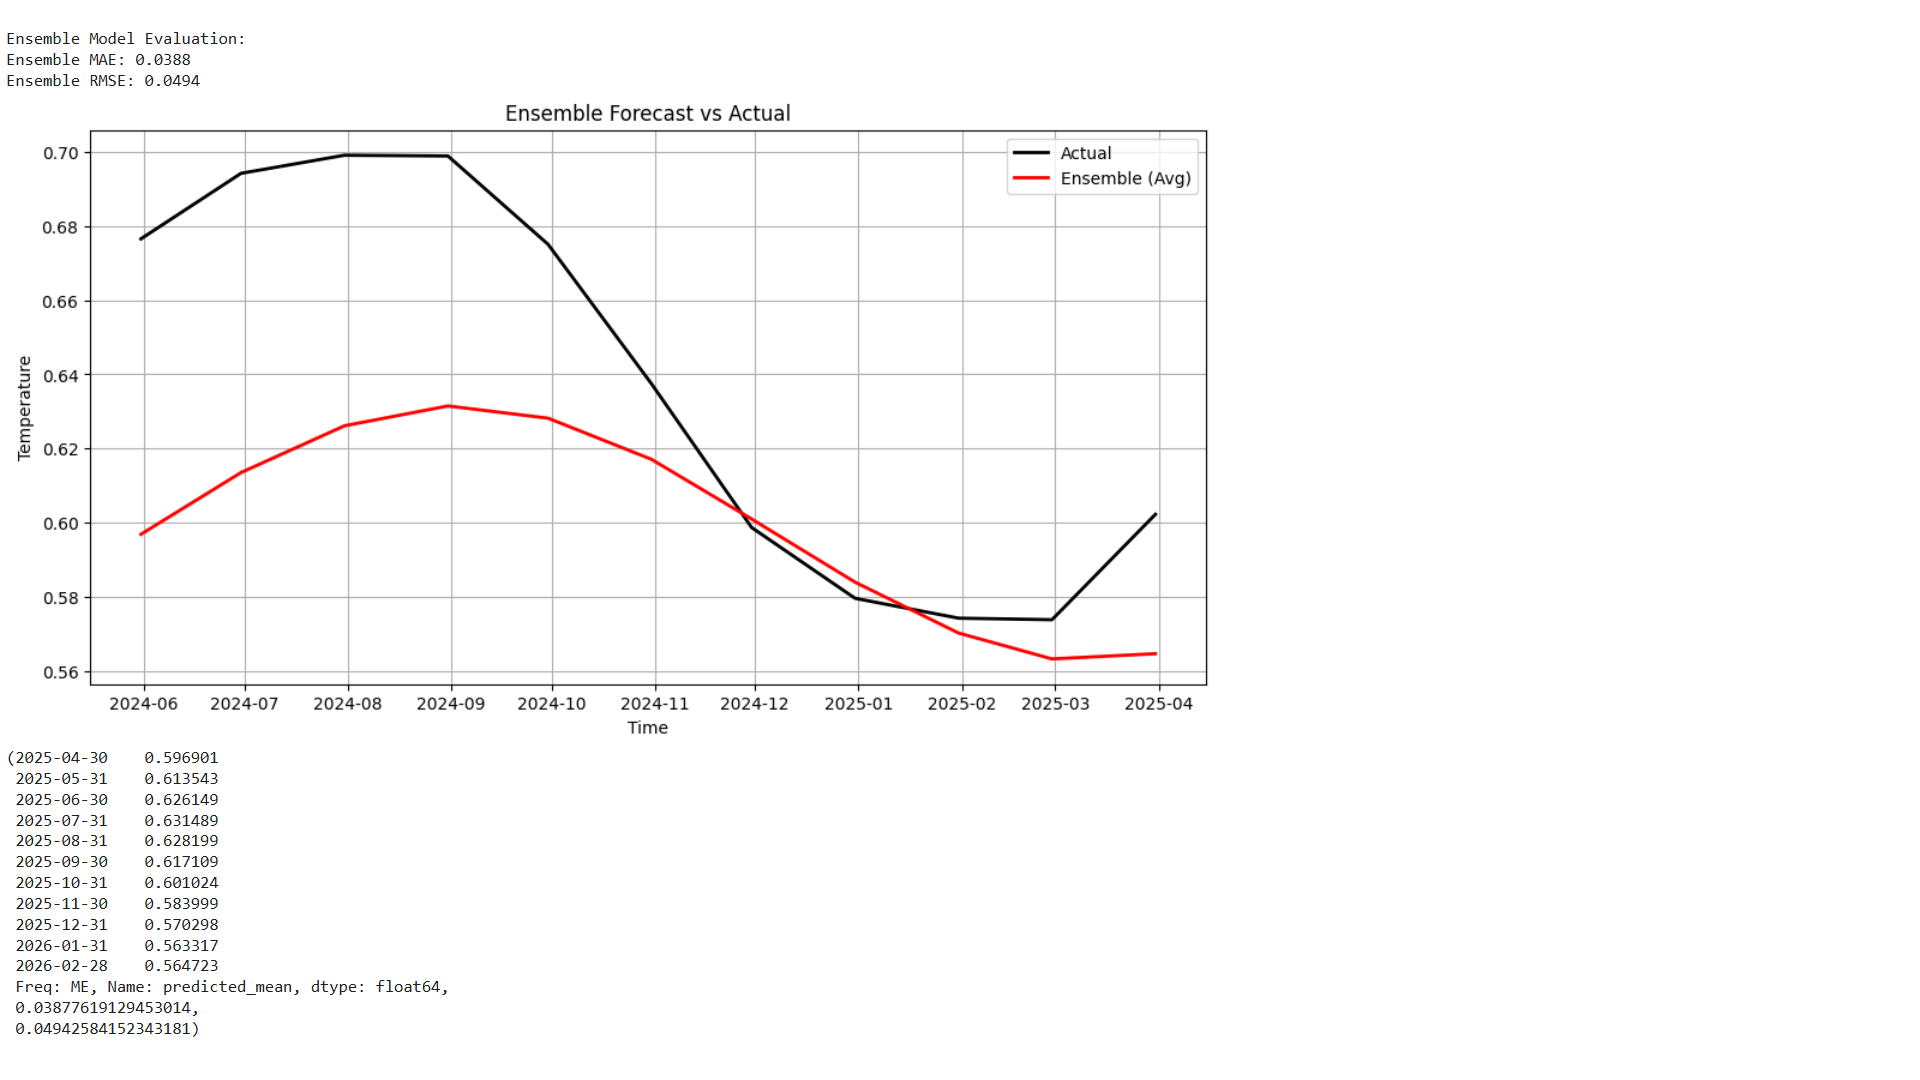 Ensemble Model Evaluation:
Ensemble MAE: 0.0388
Ensemble RMSE: 0.0494
Ensemble Forecast vs Actual
Actual
Ensemble (Avg)
0.70
0.68
0.66
0.64
0.62
0.60
0.58
0.56
Temperature
2024-06 2024-07 2024-08 2024-09 2024-10 2024-11 2024-12 2025-01 2025-02 2025-03 2025-04
Time
(2025-04-30    0.596901
2025-05-31    0.613543
2025-06-30    0.626149
2025-07-31    0.631489
2025-08-31    0.628199
2025-09-30    0.617109
2025-10-31    0.601024
2025-11-30    0.583999
2025-12-31    0.570298
2026-01-31    0.563317
2026-02-28    0.564723
Freq: ME, Name: predicted_mean, dtype: float64,
0.03877619129453014,
0.04942584152343181)